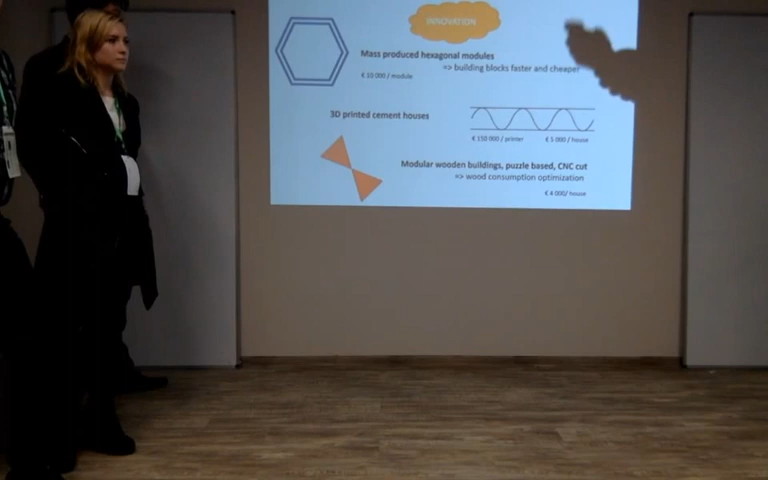 INNOVATION
Mass produced hexagonal modules
=> building blocks faster and cheaper
€ 10 000 / module
3D printed cement houses
€ 150 000 / printer € 5 000 / house
Modular wooden buildings, puzzle based, CNC cut
=> wood consumption optimization
€ 4 000/ house